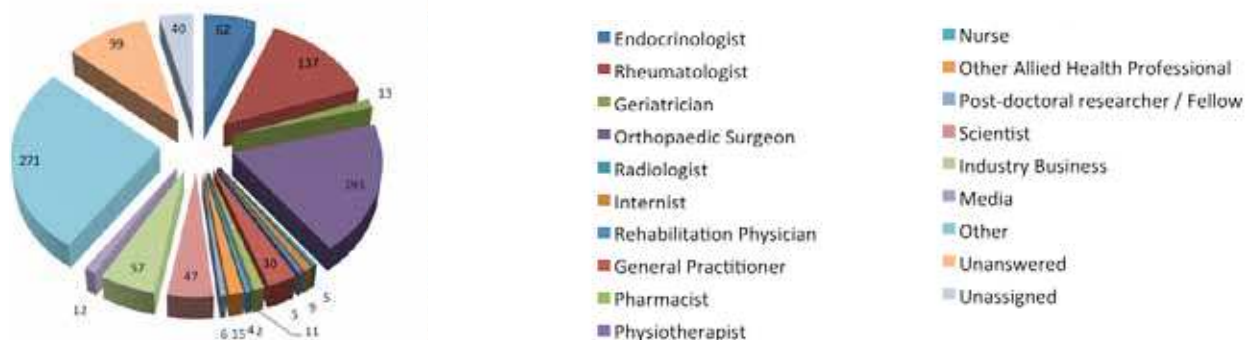 40
62
99
137
13
271
57
47
30
5
9
12
6 15 4 2
11
Endocrinologist
Rheumatologist
Geriatrician
Orthopaedic Surgeon
Radiologist
Internist
Rehabilitation Physician
General Practitioner
Pharmacist
Physiotherapist
Nurse
Other Allied Health Professional
Post-doctoral researcher / Fellow
Scientist
Industry Business
Media
Other
Unanswered
Unassigned